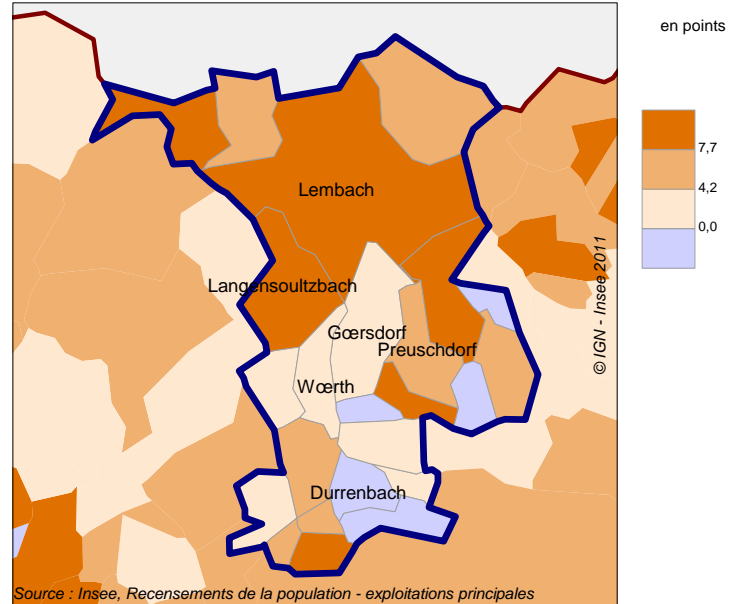 en points
7,7
4,2
0,0
Lembach
Langensoultzbach
Gœrsdorf
Preuschdorf
Wœrth
Durrenbach
© IGN - Insee 2011
Source : Insee, Recensements de la population - exploitations principales